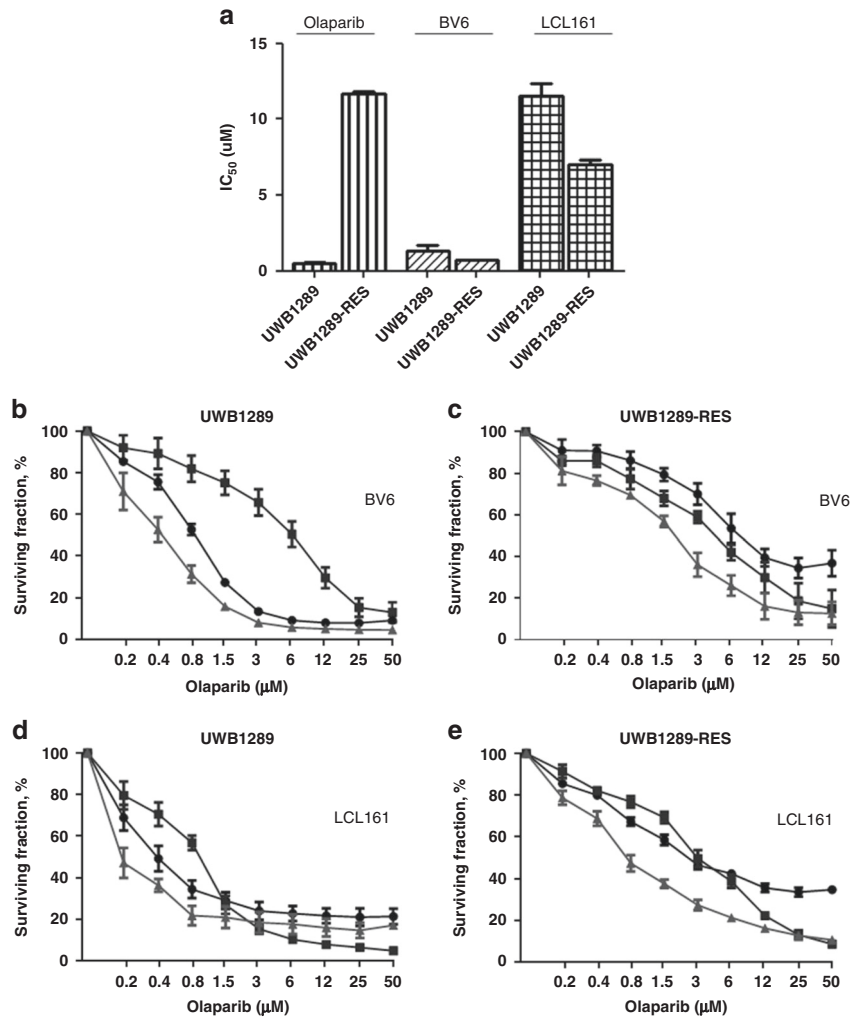 a
Olaparib BV6 LCL161
15
10
5
0
IC50 (uM)
UWB1289
UWB1289-RES
UWB1289
UWB1289-RES
UWB1289
UWB1289-RES
b
UWB1289
100
80
60
40
20
0
Surviving fraction, %
BV6
0.2 0.4 0.8 1.5 3 6 12 25 50
Olaparib (μM)
c
UWB1289-RES
100
80
60
40
20
0
Surviving fraction, %
BV6
0.2 0.4 0.8 1.5 3 6 12 25 50
Olaparib (μM)
d
UWB1289
100
80
60
40
20
0
Surviving fraction, %
LCL161
0.2 0.4 0.8 1.5 3 6 12 25 50
Olaparib (μM)
e
UWB1289-RES
100
80
60
40
20
0
Surviving fraction, %
LCL161
0.2 0.4 0.8 1.5 3 6 12 25 50
Olaparib (μM)